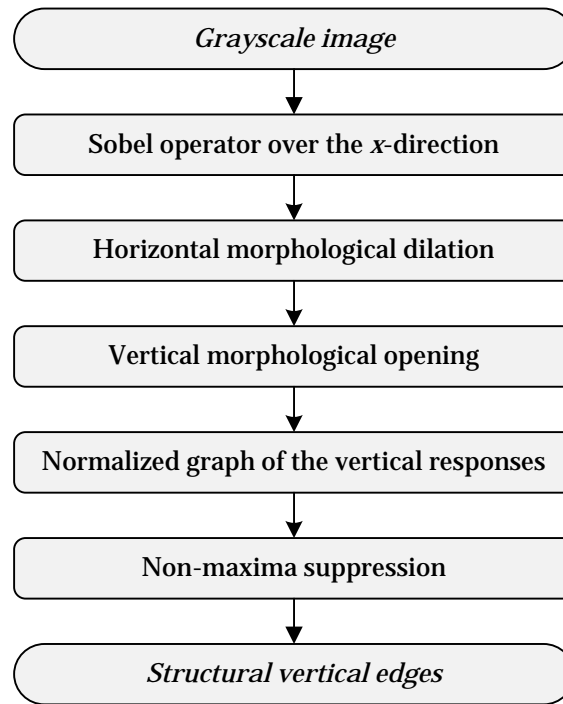 Grayscale image
Sobel operator over the x-direction
Horizontal morphological dilation
Vertical morphological opening
Normalized graph of the vertical responses
Non-maxima suppression
Structural vertical edges